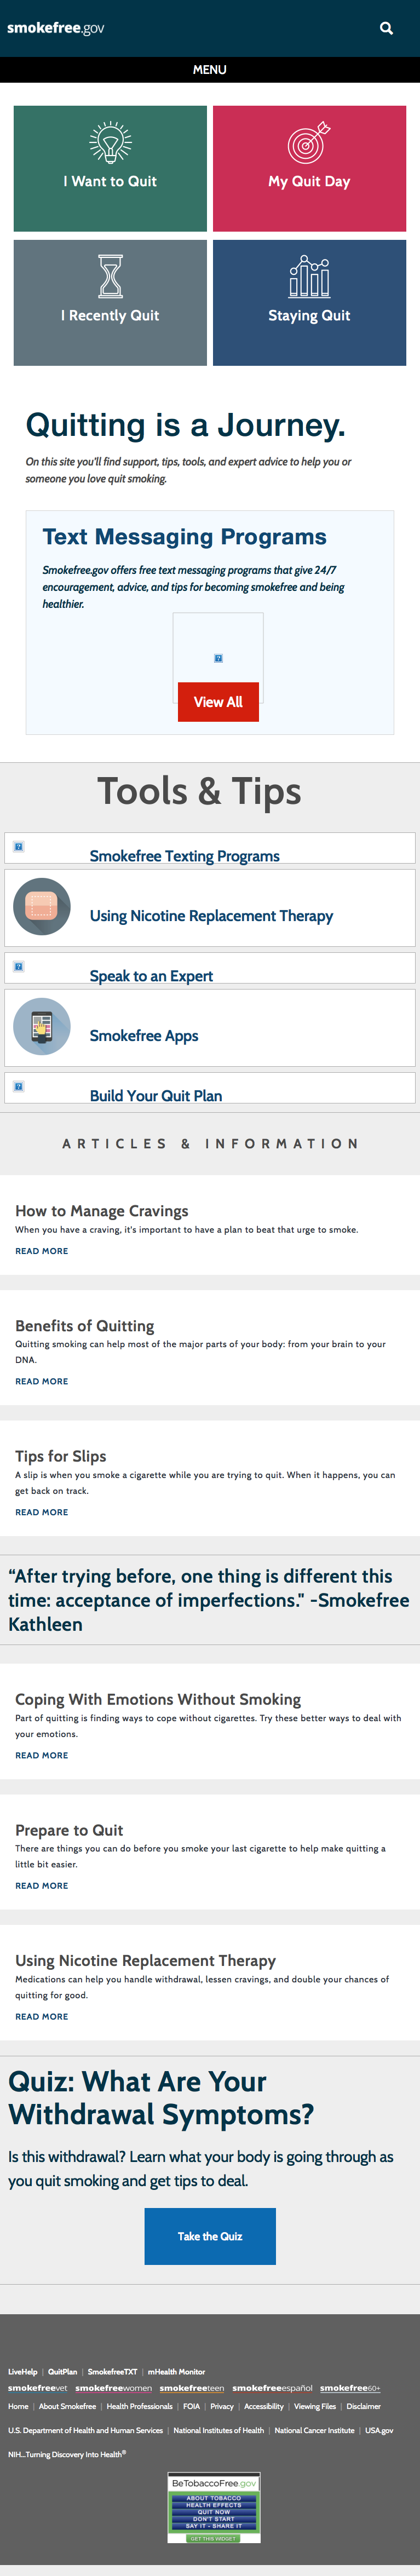 smokefree.gov
MENU
I Want to Quit
My Quit Day
I Recently Quit
Staying Quit
Quitting is a Journey.
On this site you'll find support, tips, tools, and expert advice to help you or
someone you love quit smoking.
Text Messaging Programs
Smokefree.gov offers free text messaging programs that give 24/7
encouragement, advice, and tips for becoming smokefree and being
healthier.
View All
Tools & Tips
Smokefree Texting Programs
Using Nicotine Replacement Therapy
Speak to an Expert
Smokefree Apps
Build Your Quit Plan
ARTICLES & INFORMATION
How to Manage Cravings
When you have a craving, it's important to have a plan to beat that urge to smoke.
READ MORE
Benefits of Quitting
Quitting smoking can help most of the major parts of your body: from your brain to your
DNA.
READ MORE
Tips for Slips
A slip is when you smoke a cigarette while you are trying to quit. When it happens, you can
get back on track.
READ MORE
“After trying before, one thing is different this
time: acceptance of imperfections." -Smokefree
Kathleen
Coping With Emotions Without Smoking
Part of quitting is finding ways to cope without cigarettes. Try these better ways to deal with
your emotions.
READ MORE
Prepare to Quit
There are things you can do before you smoke your last cigarette to help make quitting a
little bit easier.
READ MORE
Using Nicotine Replacement Therapy
Medications can help you handle withdrawal, lessen cravings, and double your chances of
quitting for good.
READ MORE
Quiz: What Are Your
Withdrawal Symptoms?
Is this withdrawal? Learn what your body is going through as
you quit smoking and get tips to deal.
Take the Quiz
LiveHelp | QuitPlan | SmokefreeTXT | mHealth Monitor
smokefreevet smokefreewomen smokefreeteen smokefreeespañol smokefree60+
Home | About Smokefree | Health Professionals | FOIA | Privacy | Accessibility | Viewing Files | Disclaimer
U.S. Department of Health and Human Services | National Institutes of Health | National Cancer Institute | USA.gov
NIH...Turning Discovery Into Health®
BeTobaccoFree.gov
ABOUT TOBACCO
HEALTH EFFECTS
QUIT NOW
DON'T START
SAY IT - SHARE IT
GET THIS WIDGET